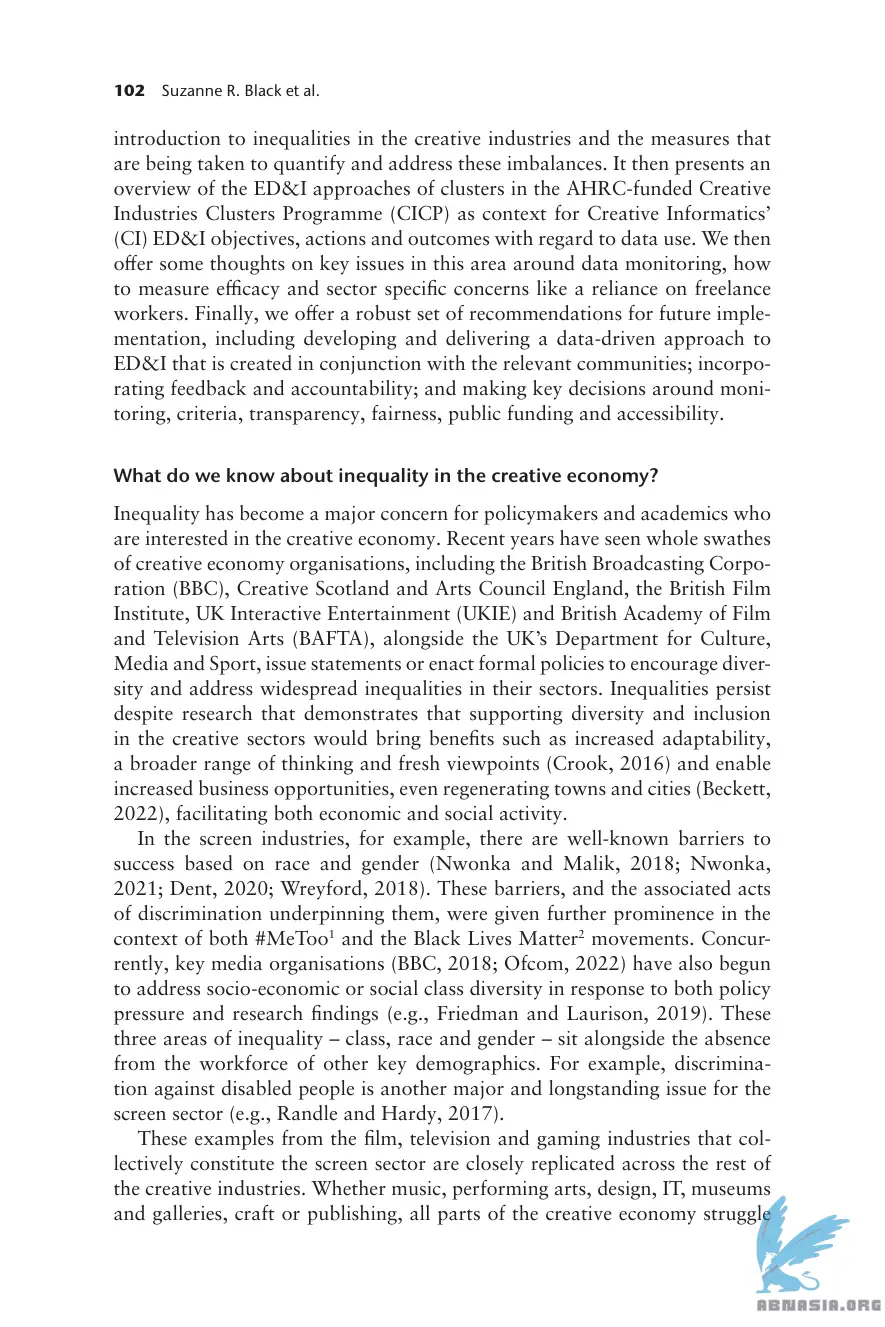 102 Suzanne R. Black et al.
introduction to inequalities in the creative industries and the measures that
are being taken to quantify and address these imbalances. It then presents an
overview of the ED&I approaches of clusters in the AHRC-funded Creative
Industries Clusters Programme (CICP) as context for Creative Informatics’
(CI) ED&I objectives, actions and outcomes with regard to data use. We then
offer some thoughts on key issues in this area around data monitoring, how
to measure efficacy and sector specific concerns like a reliance on freelance
workers. Finally, we offer a robust set of recommendations for future imple-
mentation, including developing and delivering a data-driven approach to
ED&I that is created in conjunction with the relevant communities; incorpo-
rating feedback and accountability; and making key decisions around moni-
toring, criteria, transparency, fairness, public funding and accessibility.
What do we know about inequality in the creative economy?
Inequality has become a major concern for policymakers and academics who
are interested in the creative economy. Recent years have seen whole swathes
of creative economy organisations, including the British Broadcasting Corpo-
ration (BBC), Creative Scotland and Arts Council England, the British Film
Institute, UK Interactive Entertainment (UKIE) and British Academy of Film
and Television Arts (BAFTA), alongside the UK’s Department for Culture,
Media and Sport, issue statements or enact formal policies to encourage diver-
sity and address widespread inequalities in their sectors. Inequalities persist
despite research that demonstrates that supporting diversity and inclusion
in the creative sectors would bring benefits such as increased adaptability,
a broader range of thinking and fresh viewpoints (Crook, 2016) and enable
increased business opportunities, even regenerating towns and cities (Beckett,
2022), facilitating both economic and social activity.
In the screen industries, for example, there are well-known barriers to
success based on race and gender (Nwonka and Malik, 2018; Nwonka,
2021; Dent, 2020; Wreyford, 2018). These barriers, and the associated acts
of discrimination underpinning them, were given further prominence in the
context of both #MeToo¹ and the Black Lives Matter² movements. Concur-
rently, key media organisations (BBC, 2018; Ofcom, 2022) have also begun
to address socio-economic or social class diversity in response to both policy
pressure and research findings (e.g., Friedman and Laurison, 2019). These
three areas of inequality – class, race and gender – sit alongside the absence
from the workforce of other key demographics. For example, discrimina-
tion against disabled people is another major and longstanding issue for the
screen sector (e.g., Randle and Hardy, 2017).
These examples from the film, television and gaming industries that col-
lectively constitute the screen sector are closely replicated across the rest of
the creative industries. Whether music, performing arts, design, IT, museums
and galleries, craft or publishing, all parts of the creative economy struggle
ABNASIA.ORG